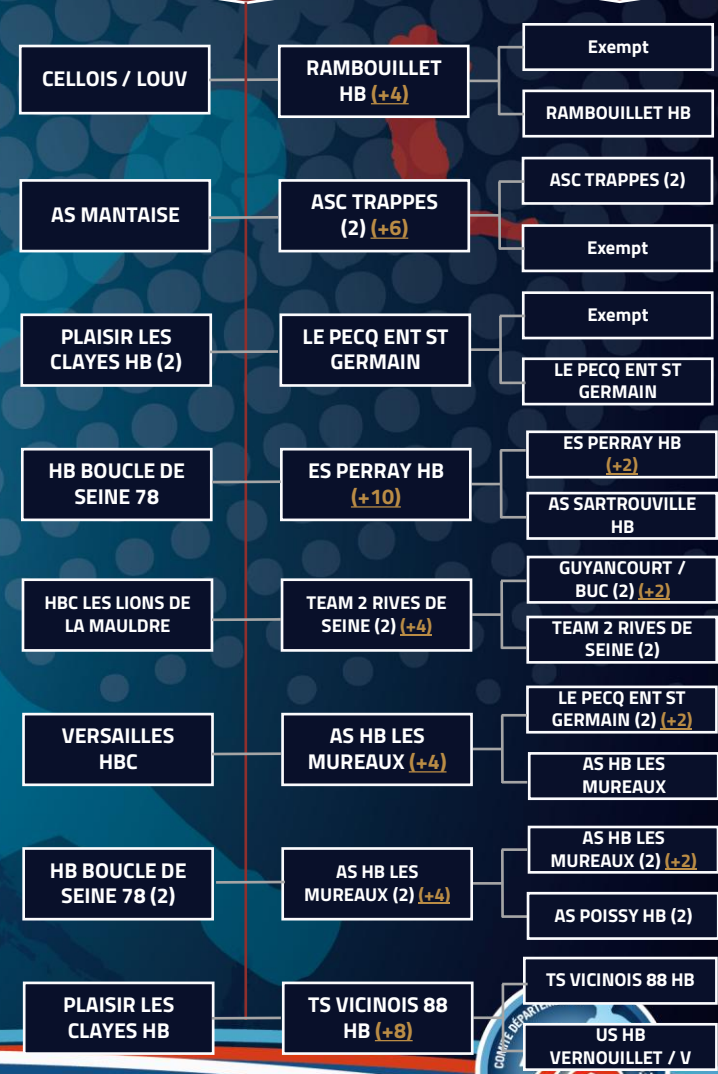 CELLOIS / LOUV
RAMBOUILLET
HB (+4)
Exempt
RAMBOUILLET HB
AS MANTAISE
ASC TRAPPES
(2) (+6)
ASC TRAPPES (2)
Exempt
PLAISIR LES
CLAYES HB (2)
LE PECQ ENT ST
GERMAIN
Exempt
LE PECQ ENT ST
GERMAIN
HB BOUCLE DE
SEINE 78
ES PERRAY HB
(+10)
ES PERRAY HB
(+2)
AS SARTROUVILLE
HB
HBC LES LIONS DE
LA MAULDRE
TEAM 2 RIVES DE
SEINE (2) (+4)
GUYANCOURT /
BUC (2) (+2)
TEAM 2 RIVES DE
SEINE (2)
VERSAILLES
HBC
AS HB LES
MUREAUX (+4)
LE PECQ ENT ST
GERMAIN (2) (+2)
AS HB LES
MUREAUX
HB BOUCLE DE
SEINE 78 (2)
AS HB LES
MUREAUX (2) (+4)
AS HB LES
MUREAUX (2) (+2)
AS POISSY HB (2)
PLAISIR LES
CLAYES HB
TS VICINOIS 88
HB (+8)
TS VICINOIS 88 HB
US HB
VERNOUILLET / V
COMITÉ